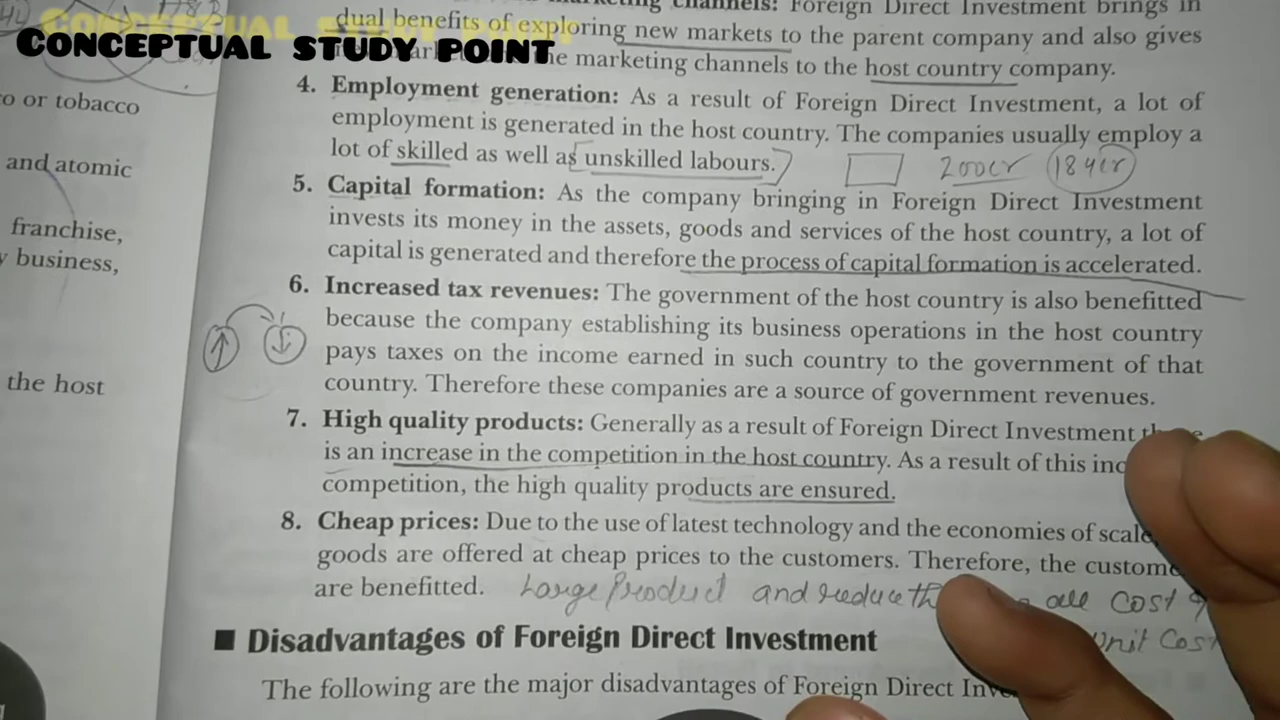 CONCEPTUAL STUDY POINT
marketing channels: Foreign Direct Investment brings in
dual benefits of exploring new markets to the parent company and also gives
the marketing channels to the host country company.
4. Employment generation: As a result of Foreign Direct Investment, a lot of
employment is generated in the host country. The companies usually employ a
lot of skilled as well as unskilled labours.
200cr 184cr
5. Capital formation: As the company bringing in Foreign Direct Investment
invests its money in the assets, goods and services of the host country, a lot of
capital is generated and therefore the process of capital formation is accelerated.
6. Increased tax revenues: The government of the host country is also benefitted
because the company establishing its business operations in the host country
pays taxes on the income earned in such country to the government of that
country. Therefore these companies are a source of government revenues.
7. High quality products: Generally as a result of Foreign Direct Investment
is an increase in the competition in the host country. As a result of this
competition, the high quality products are ensured.
8. Cheap prices: Due to the use of latest technology and the economies of scale
goods are offered at cheap prices to the customers. Therefore, the
are benefitted. Large Product and reduce all cost
Unit Cost
■ Disadvantages of Foreign Direct Investment
The following are the major disadvantages of Foreign Direct
o or tobacco
and atomic
franchise,
business,
the host